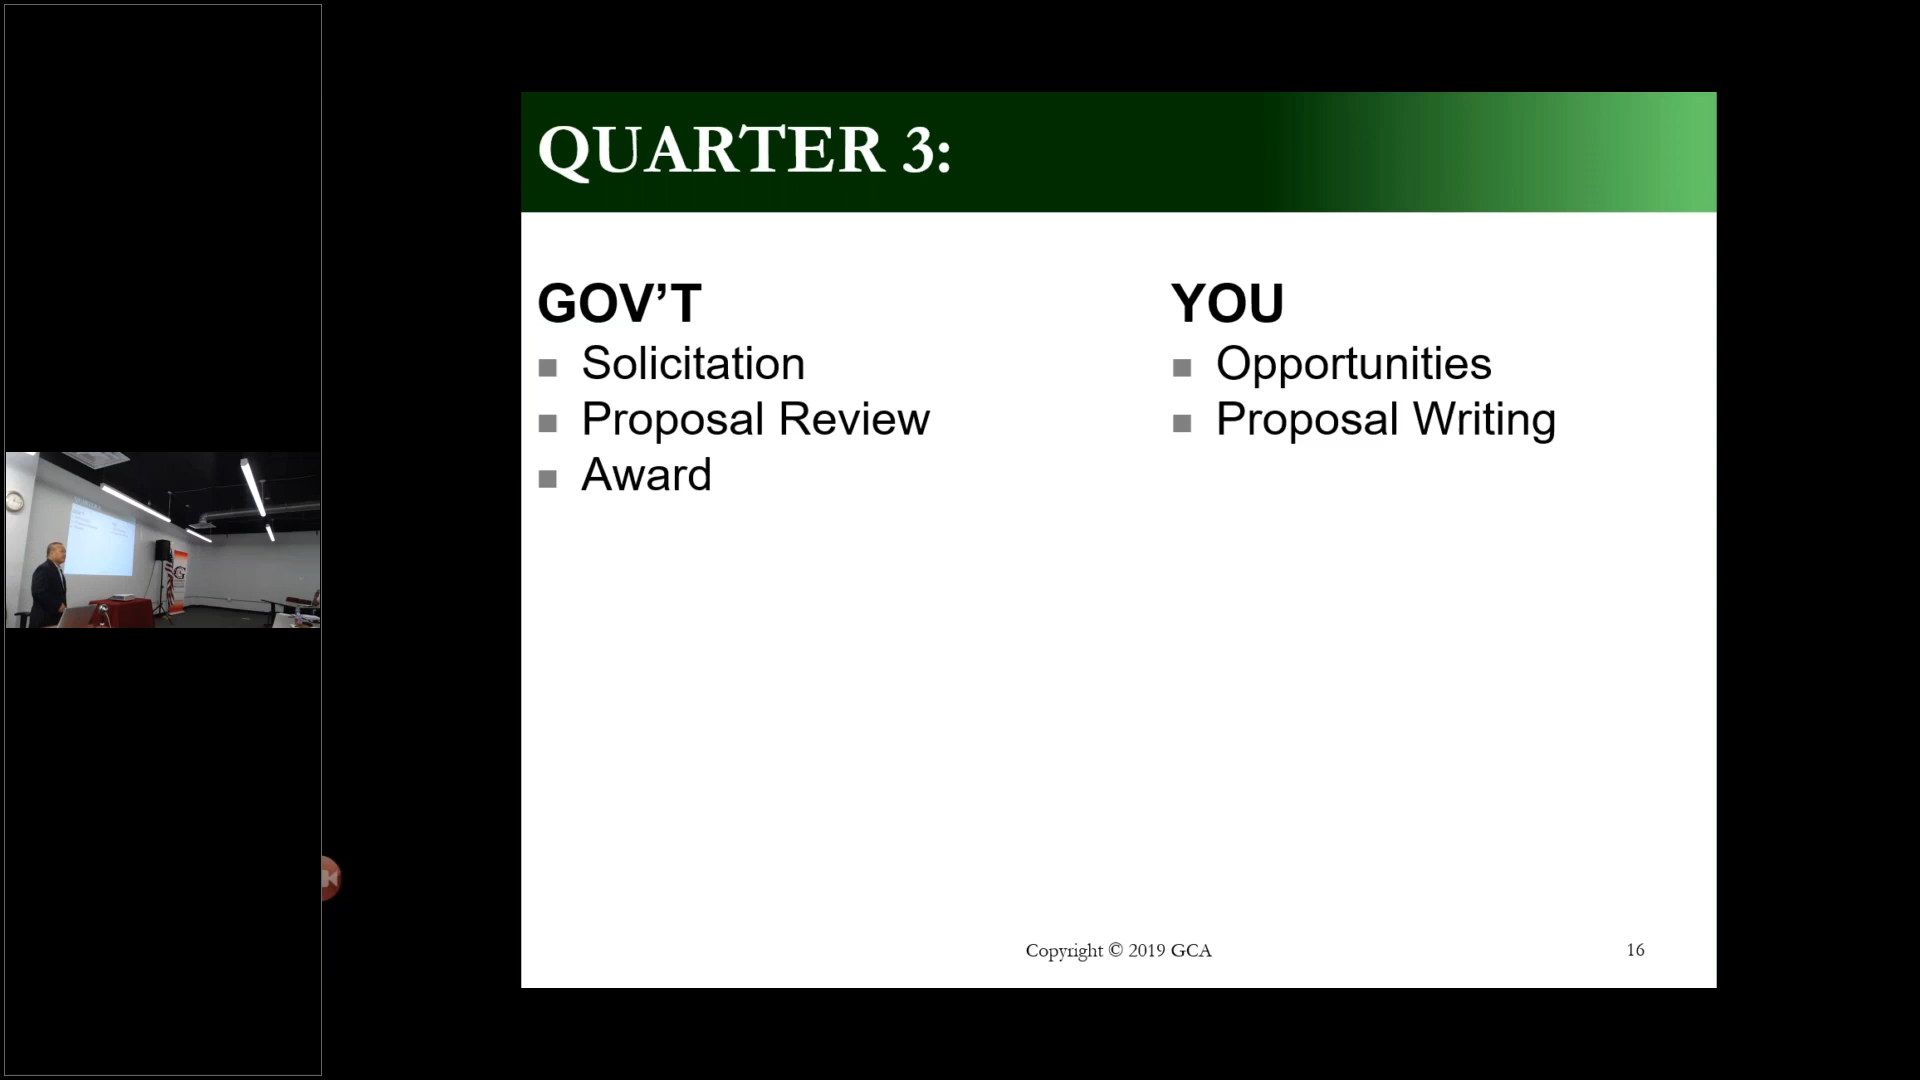 QUARTER 3:
GOV’T
Solicitation
Proposal Review
Award
YOU
Opportunities
Proposal Writing
Copyright © 2019 GCA
16